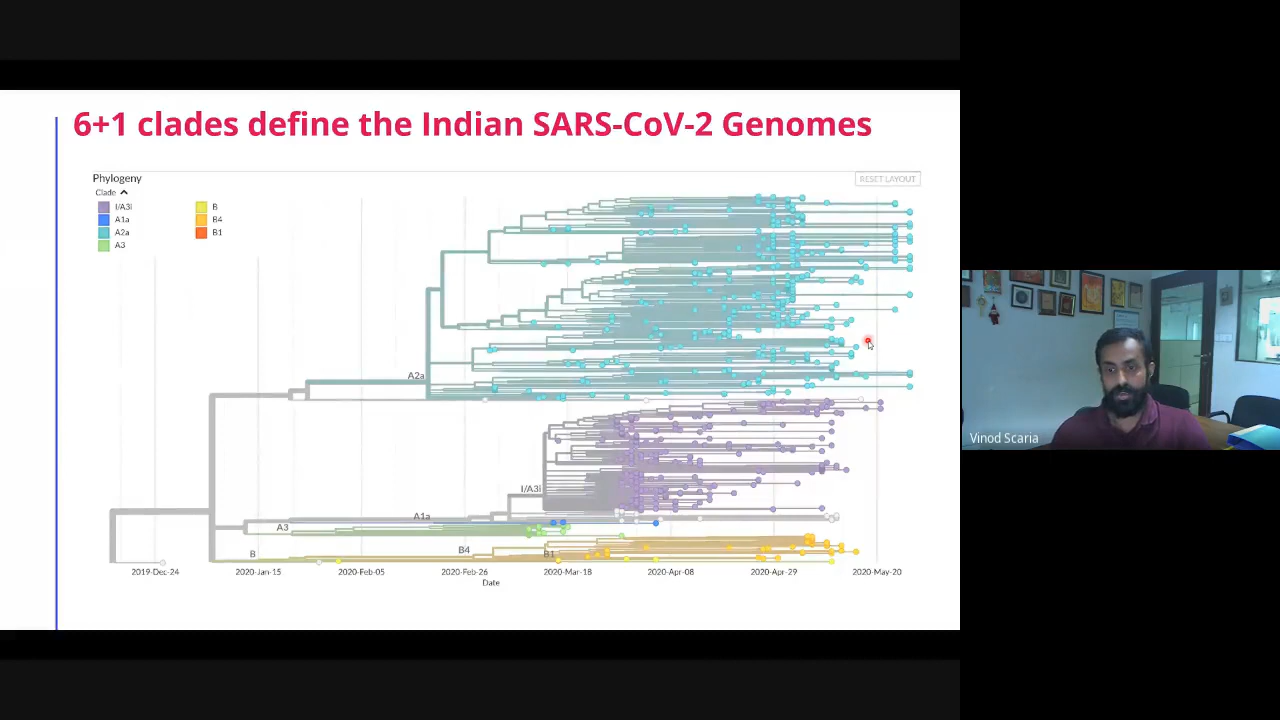 6+1 clades define the Indian SARS-CoV-2 Genomes
Phylogeny
RESET LAYOUT
Clade
I/A3i
A1a
A2a
A3
B
B4
B1
A2a
I/A3i
A1a
A3
B
B4
B1
2019-Dec-24
2020-Jan-15
2020-Feb-05
2020-Feb-26
2020-Mar-18
2020-Apr-08
2020-Apr-29
2020-May-20
Date
Vinod Scaria